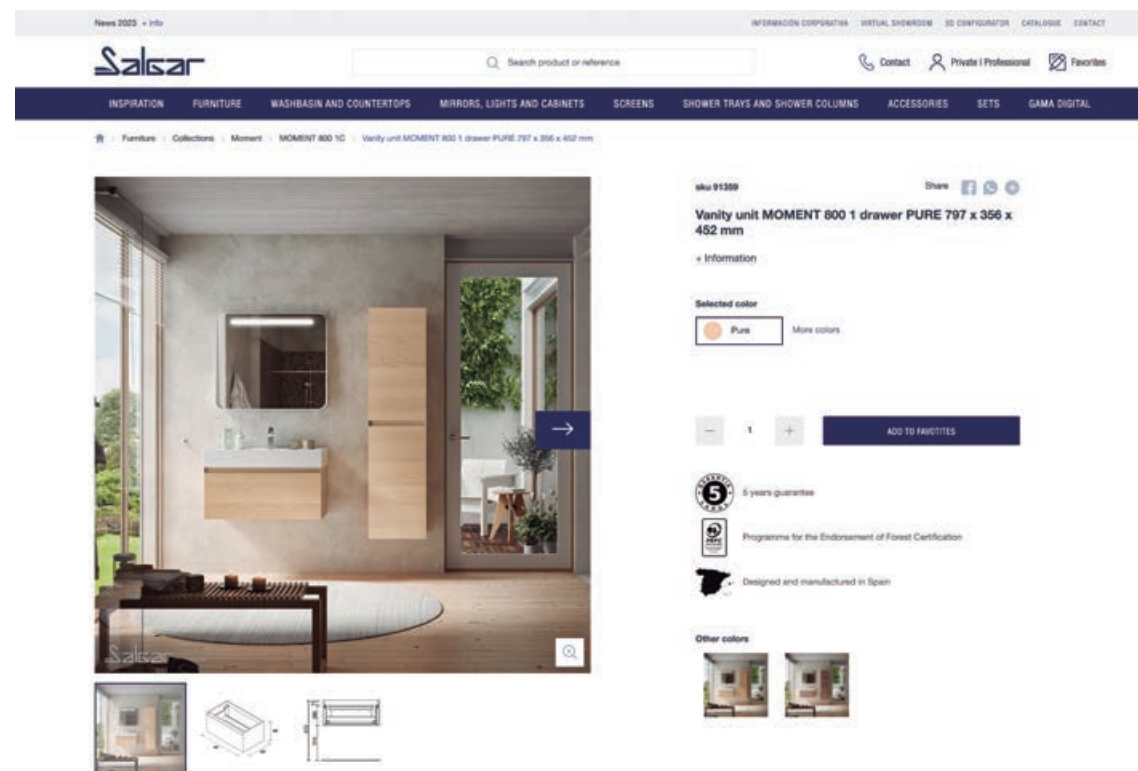 News 2023 + info
INFORMACIÓN CORPORATIVA VIRTUAL SHOWROOM 3D CONFIGURATOR CATALOGUE CONTACT
Salgar
Search product or reference
Contact Private | Professional Favorites
INSPIRATION FURNITURE WASHBASIN AND COUNTERTOPS MIRRORS, LIGHTS AND CABINETS SCREENS SHOWER TRAYS AND SHOWER COLUMNS ACCESSORIES SETS GAMA DIGITAL
Furniture Collections Moment MOMENT 800 1C Vanity unit MOMENT 800 1 drawer PURE 797 x 356 x 452 mm
sku 91359
Share
Vanity unit MOMENT 800 1 drawer PURE 797 x 356 x
452 mm
+ Information
Selected color
Pure
More colors
1
ADD TO FAVOTITES
5
5 years guarantee
PEFC
Programme for the Endorsement of Forest Certification
Designed and manufactured in Spain
Other colors
Salgar